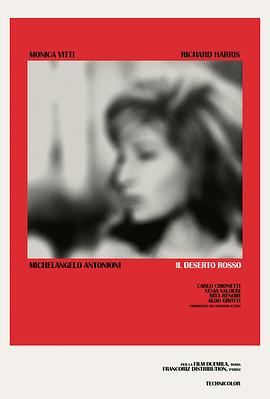 MONICA VITTI RICHARD HARRIS
MICHELANGELO ANTONIONI IL DESERTO ROSSO
CARLO CHIONETTI
XENIA VALDERI
RITA RENOIR
ALDO GROTTI
PER LA FILM DUEMILA, ROMA
FRANCORIZ DISTRIBUTION, PARIGI
TECHNICOLOR